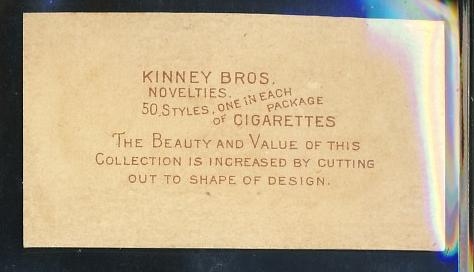 KINNEY BROS.
NOVELTIES.
50 STYLES, ONE IN EACH
PACKAGE
OF CIGARETTES
THE BEAUTY AND VALUE OF THIS
COLLECTION IS INCREASED BY CUTTING
OUT TO SHAPE OF DESIGN.